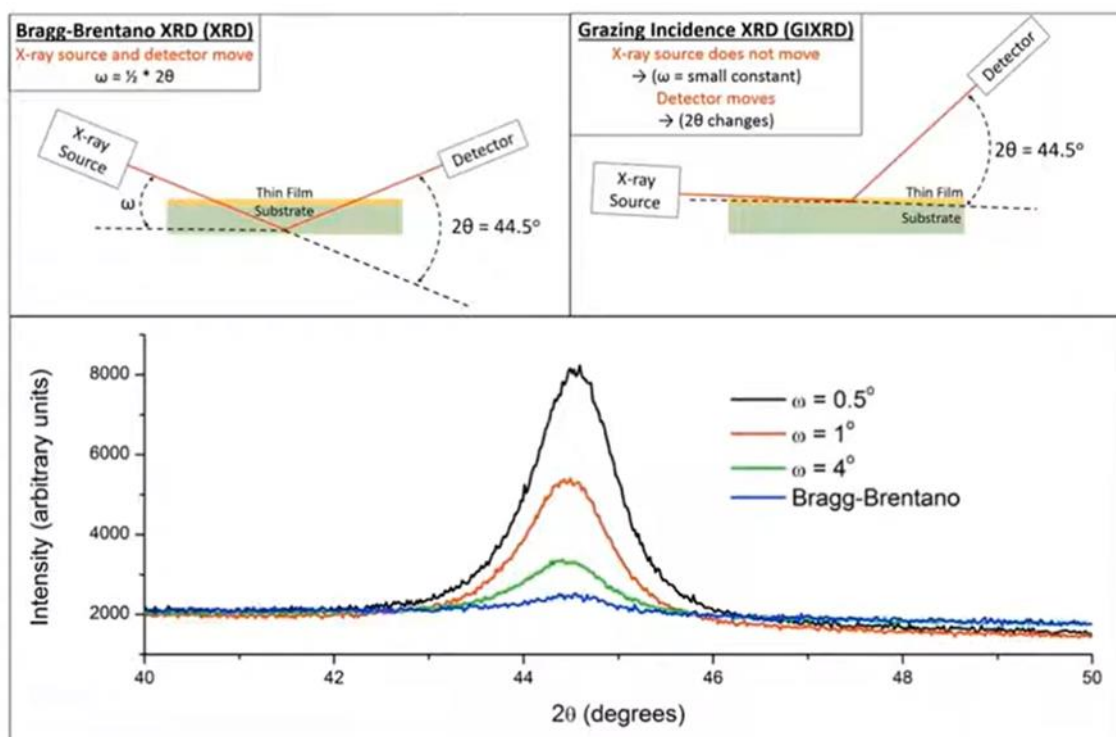 Bragg-Brentano XRD (XRD)
X-ray source and detector move
ω = ½ * 2θ
X-ray
Source
Detector
ω
Thin Film
Substrate
2θ = 44.5°
Grazing Incidence XRD (GIXRD)
X-ray source does not move
→ (ω = small constant)
Detector moves
→ (2θ changes)
Detector
X-ray
Source
2θ = 44.5°
Thin Film
Substrate
Intensity (arbitrary units)
8000
6000
4000
2000
ω = 0.5°
ω = 1°
ω = 4°
Bragg-Brentano
40 42 44 46 48 50
2θ (degrees)